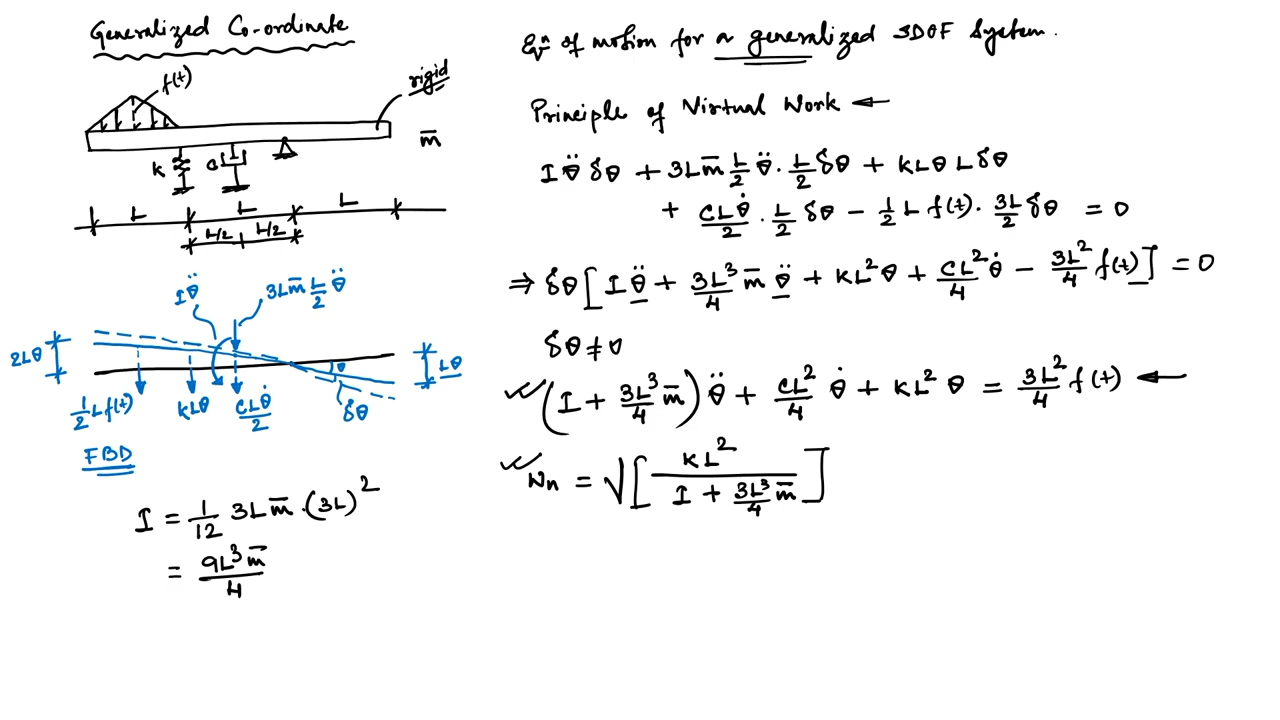 Generalized Co-ordinate
f(t)
rigid
m̅
K
C
L L L
L/2 L/2
Iθ̈
3Lm̅ L/2 θ̈
2Lθ
θ
Lθ
1/2 Lf(t) KLθ CLθ̇/2 δθ
FBD
I = 1/12 3Lm̅ · (3L)²
= 9L³m̅/4
Eqⁿ of motion for a generalized SDOF System.
Principle of Virtual Work ←
Iθ̈ δθ + 3Lm̅ L/2 θ̈ · L/2 δθ + KLθ Lδθ
+ CLθ̇/2 · L/2 δθ − 1/2 L f(t) · 3L/2 δθ = 0
⇒ δθ [ I θ̈ + 3L³/4 m̅ θ̈ + KL²θ + CL²/4 θ̇ − 3L²/4 f(t) ] = 0
δθ ≠ 0
✓ (I + 3L³/4 m̅) θ̈ + CL²/4 θ̇ + KL² θ = 3L²/4 f(t) ←
✓ Wn = √[ KL² / (I + 3L³/4 m̅) ]